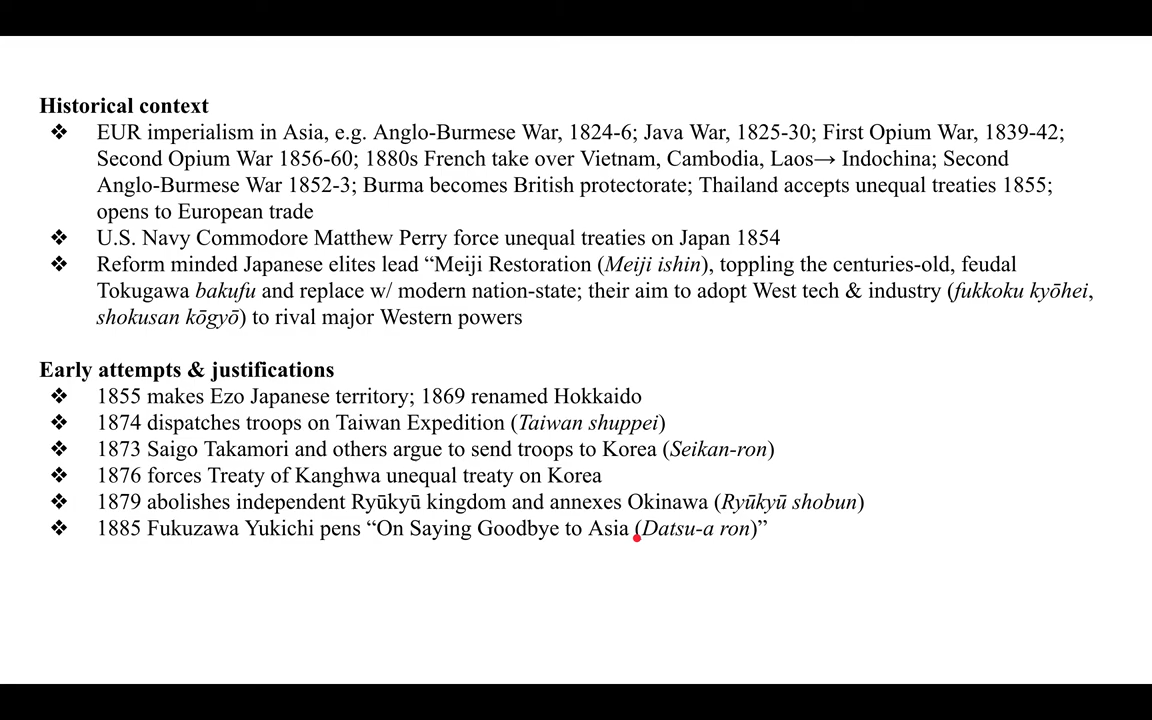 Historical context
❖ EUR imperialism in Asia, e.g. Anglo-Burmese War, 1824-6; Java War, 1825-30; First Opium War, 1839-42;
Second Opium War 1856-60; 1880s French take over Vietnam, Cambodia, Laos→ Indochina; Second
Anglo-Burmese War 1852-3; Burma becomes British protectorate; Thailand accepts unequal treaties 1855;
opens to European trade
❖ U.S. Navy Commodore Matthew Perry force unequal treaties on Japan 1854
❖ Reform minded Japanese elites lead “Meiji Restoration (Meiji ishin), toppling the centuries-old, feudal
Tokugawa bakufu and replace w/ modern nation-state; their aim to adopt West tech & industry (fukkoku kyōhei,
shokusan kōgyō) to rival major Western powers
Early attempts & justifications
❖ 1855 makes Ezo Japanese territory; 1869 renamed Hokkaido
❖ 1874 dispatches troops on Taiwan Expedition (Taiwan shuppei)
❖ 1873 Saigo Takamori and others argue to send troops to Korea (Seikan-ron)
❖ 1876 forces Treaty of Kanghwa unequal treaty on Korea
❖ 1879 abolishes independent Ryūkyū kingdom and annexes Okinawa (Ryūkyū shobun)
❖ 1885 Fukuzawa Yukichi pens “On Saying Goodbye to Asia (Datsu-a ron)”